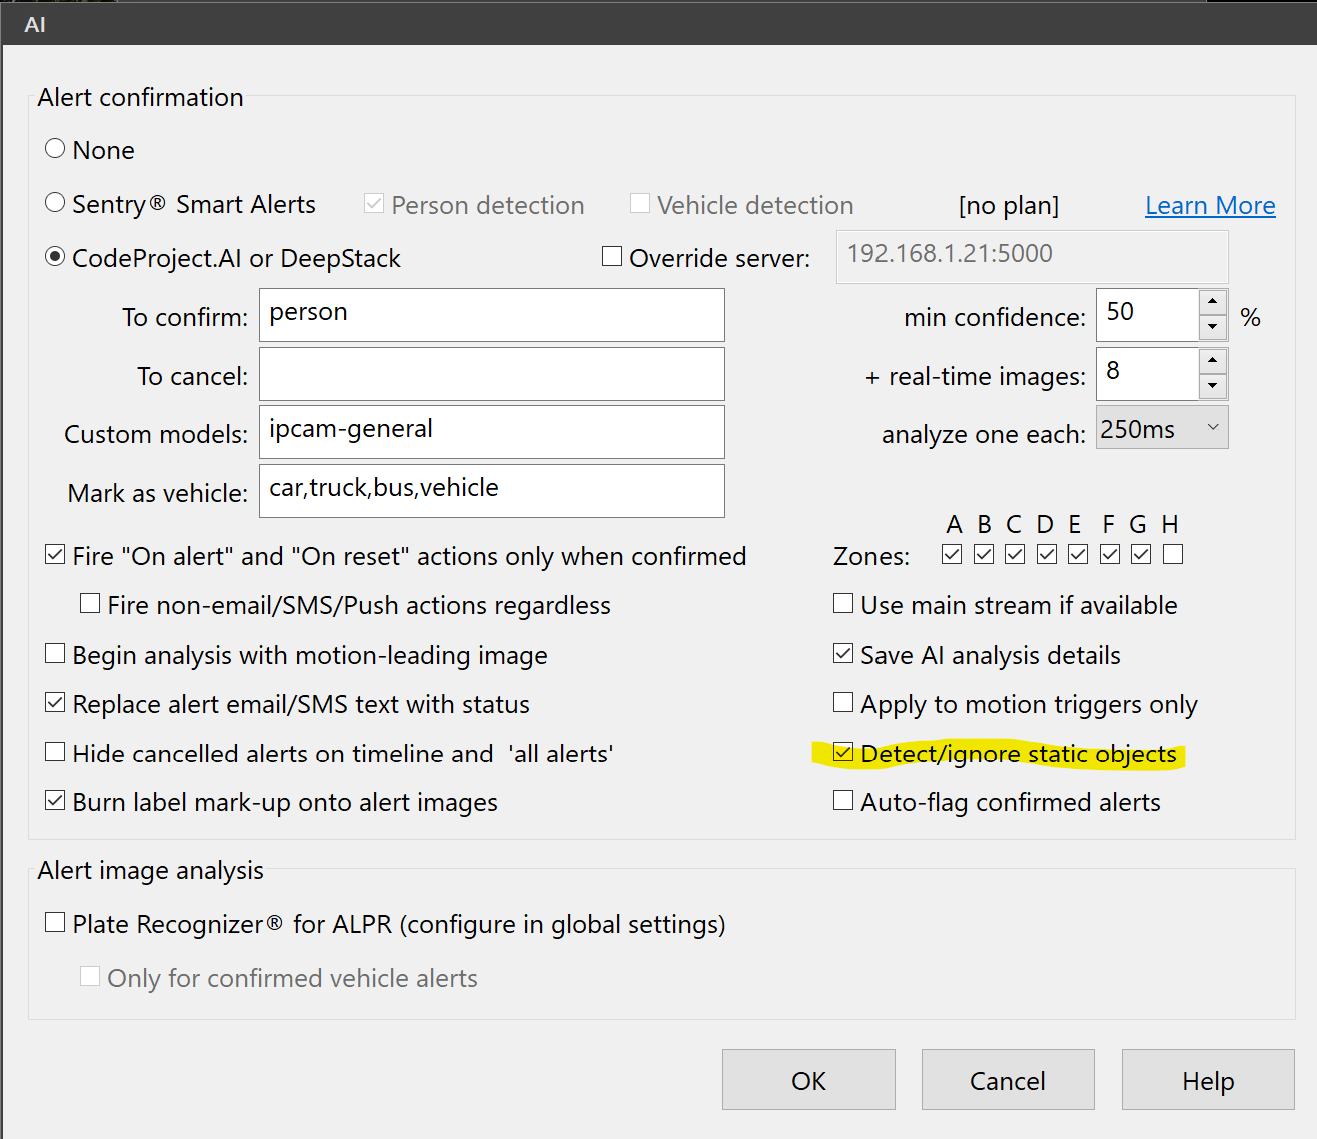 AI
Alert confirmation
None
Sentry® Smart Alerts Person detection Vehicle detection [no plan] Learn More
CodeProject.AI or DeepStack Override server: 192.168.1.21:5000
To confirm: person min confidence: 50 %
To cancel: + real-time images: 8
Custom models: ipcam-general analyze one each: 250ms
Mark as vehicle: car,truck,bus,vehicle
A B C D E F G H
Fire "On alert" and "On reset" actions only when confirmed Zones:
Fire non-email/SMS/Push actions regardless Use main stream if available
Begin analysis with motion-leading image Save AI analysis details
Replace alert email/SMS text with status Apply to motion triggers only
Hide cancelled alerts on timeline and 'all alerts' Detect/ignore static objects
Burn label mark-up onto alert images Auto-flag confirmed alerts
Alert image analysis
Plate Recognizer® for ALPR (configure in global settings)
Only for confirmed vehicle alerts
OK Cancel Help